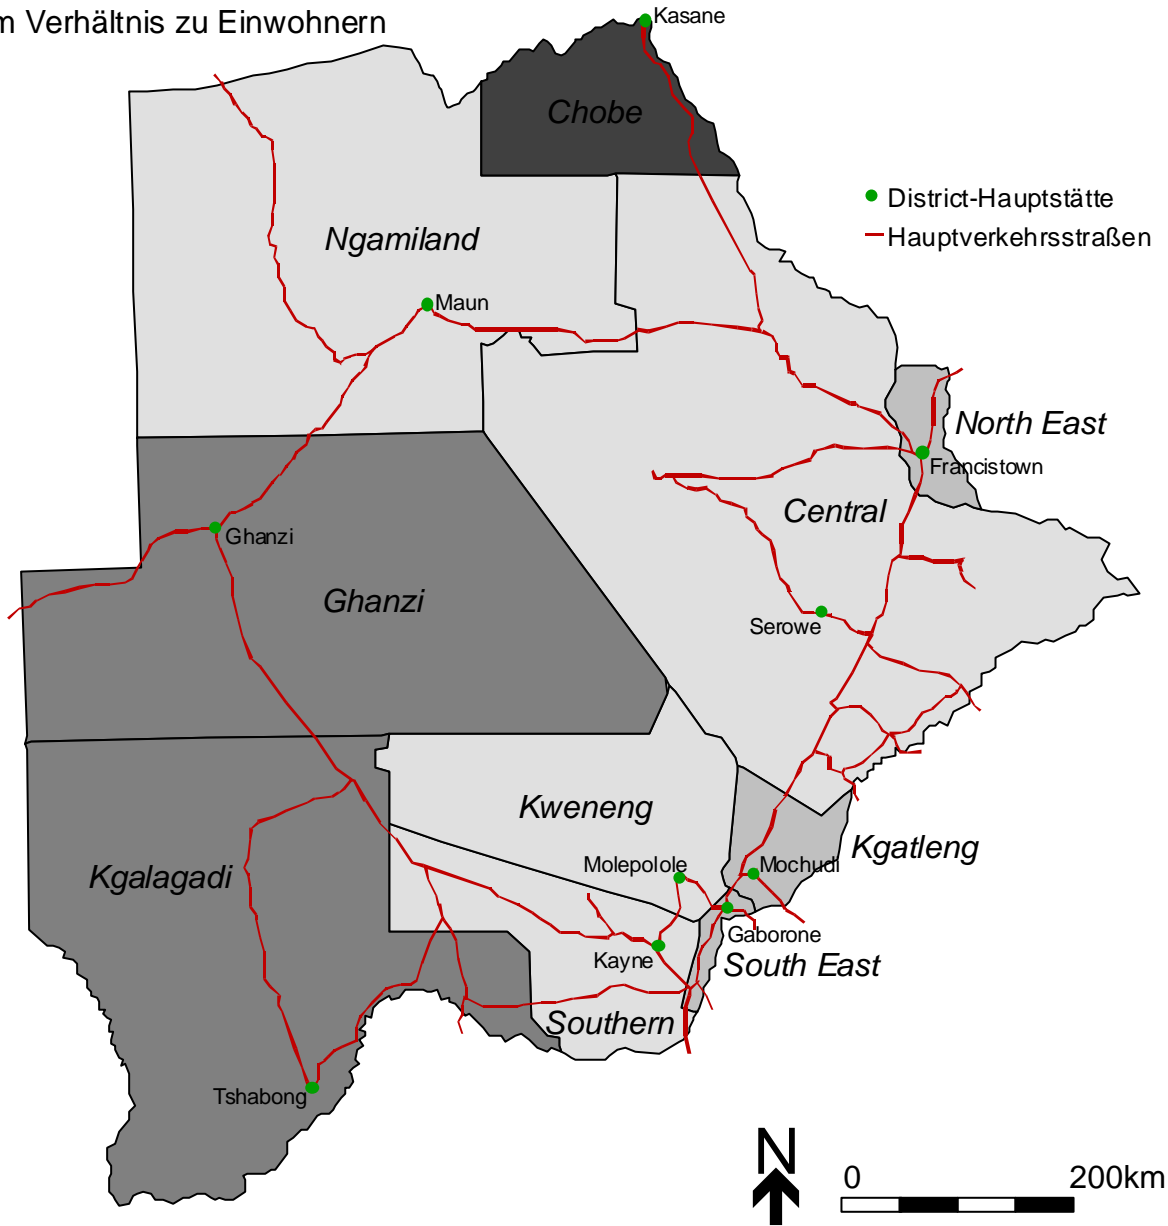 m Verhältnis zu Einwohnern
Kasane
Chobe
District-Hauptstätte
Hauptverkehrsstraßen
Ngamiland
Maun
North East
Francistown
Central
Ghanzi
Ghanzi
Serowe
Kweneng
Kgatleng
Molepolole
Mochudi
Kgalagadi
Gaborone
Kayne
South East
Southern
Tshabong
N
0
200km